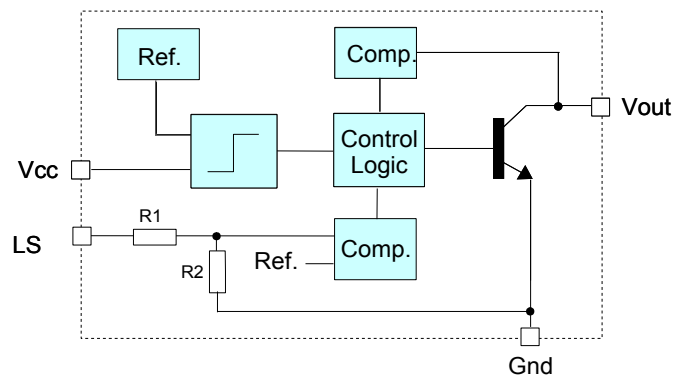 Ref.
Comp.
Vout
Control
Logic
Vcc
R1
LS
Comp.
Ref.
R2
Gnd